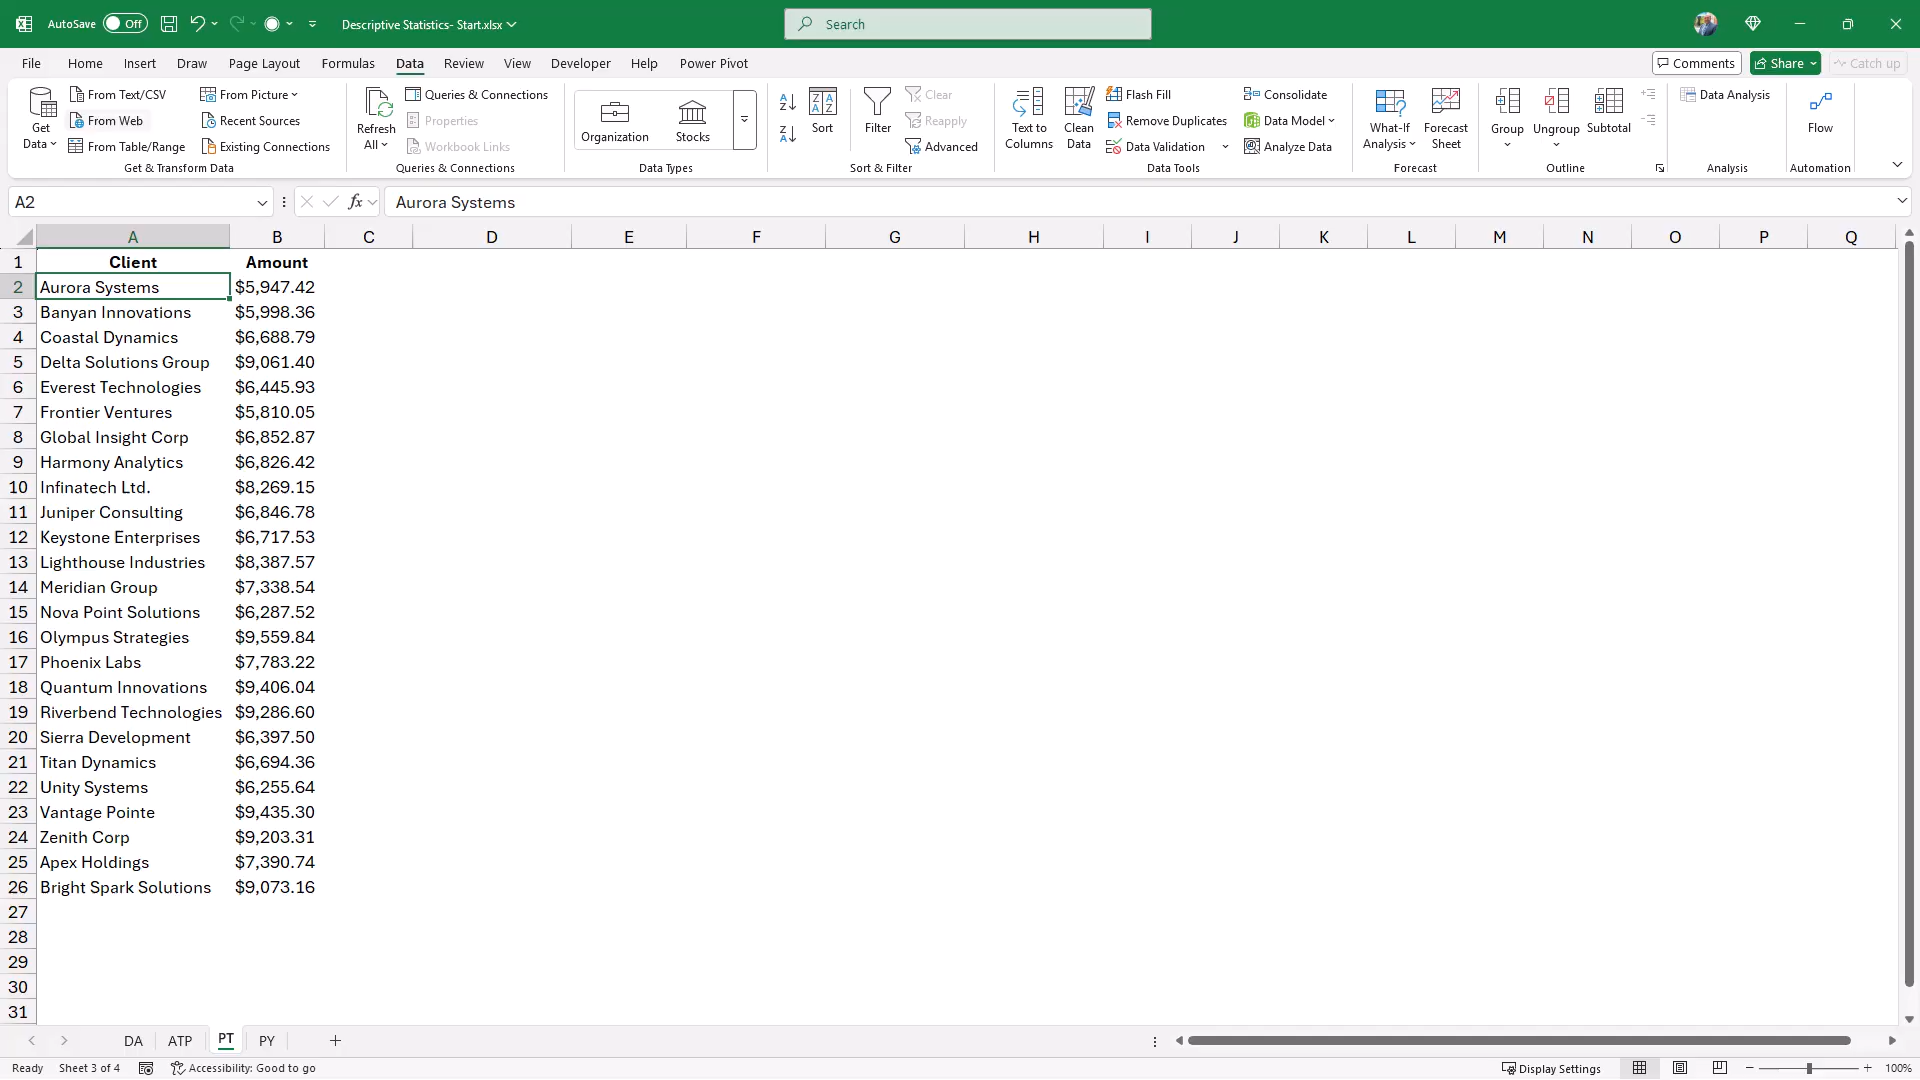 AutoSave Off Descriptive Statistics- Start.xlsx Search
File Home Insert Draw Page Layout Formulas Data Review View Developer Help Power Pivot Comments Share Catch up
Get Data
From Text/CSV
From Web
From Table/Range
From Picture
Recent Sources
Existing Connections
Get & Transform Data
Refresh All
Queries & Connections
Properties
Workbook Links
Queries & Connections
Organization Stocks
Data Types
Sort
Filter
Clear
Reapply
Advanced
Sort & Filter
Text to Columns
Clean Data
Flash Fill
Remove Duplicates
Data Validation
Consolidate
Data Model
Analyze Data
Data Tools
What-If Analysis
Forecast Sheet
Forecast
Group
Ungroup
Subtotal
Outline
Data Analysis
Analysis
Flow
Automation
A2 fx Aurora Systems
A B C D E F G H I J K L M N O P Q
1 Client Amount
2 Aurora Systems $5,947.42
3 Banyan Innovations $5,998.36
4 Coastal Dynamics $6,688.79
5 Delta Solutions Group $9,061.40
6 Everest Technologies $6,445.93
7 Frontier Ventures $5,810.05
8 Global Insight Corp $6,852.87
9 Harmony Analytics $6,826.42
10 Infinatech Ltd. $8,269.15
11 Juniper Consulting $6,846.78
12 Keystone Enterprises $6,717.53
13 Lighthouse Industries $8,387.57
14 Meridian Group $7,338.54
15 Nova Point Solutions $6,287.52
16 Olympus Strategies $9,559.84
17 Phoenix Labs $7,783.22
18 Quantum Innovations $9,406.04
19 Riverbend Technologies $9,286.60
20 Sierra Development $6,397.50
21 Titan Dynamics $6,694.36
22 Unity Systems $6,255.64
23 Vantage Pointe $9,435.30
24 Zenith Corp $9,203.31
25 Apex Holdings $7,390.74
26 Bright Spark Solutions $9,073.16
27
28
29
30
31
DA ATP PT PY
Ready Sheet 3 of 4 Accessibility: Good to go Display Settings 100%